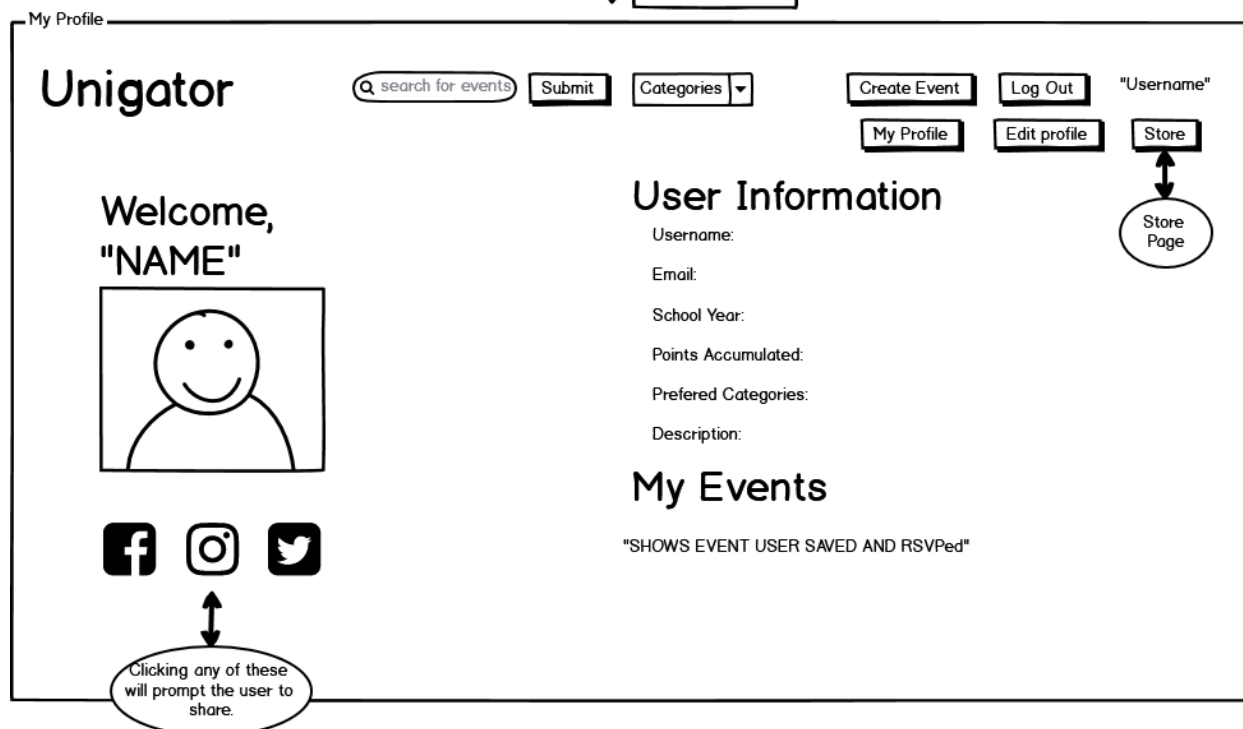 My Profile
Unigator
search for events
Submit
Categories
Create Event
Log Out
"Username"
My Profile
Edit profile
Store
Welcome,
"NAME"
User Information
Username:
Email:
School Year:
Points Accumulated:
Prefered Categories:
Description:
Store
Page
My Events
"SHOWS EVENT USER SAVED AND RSVPed"
Clicking any of these
will prompt the user to
share.